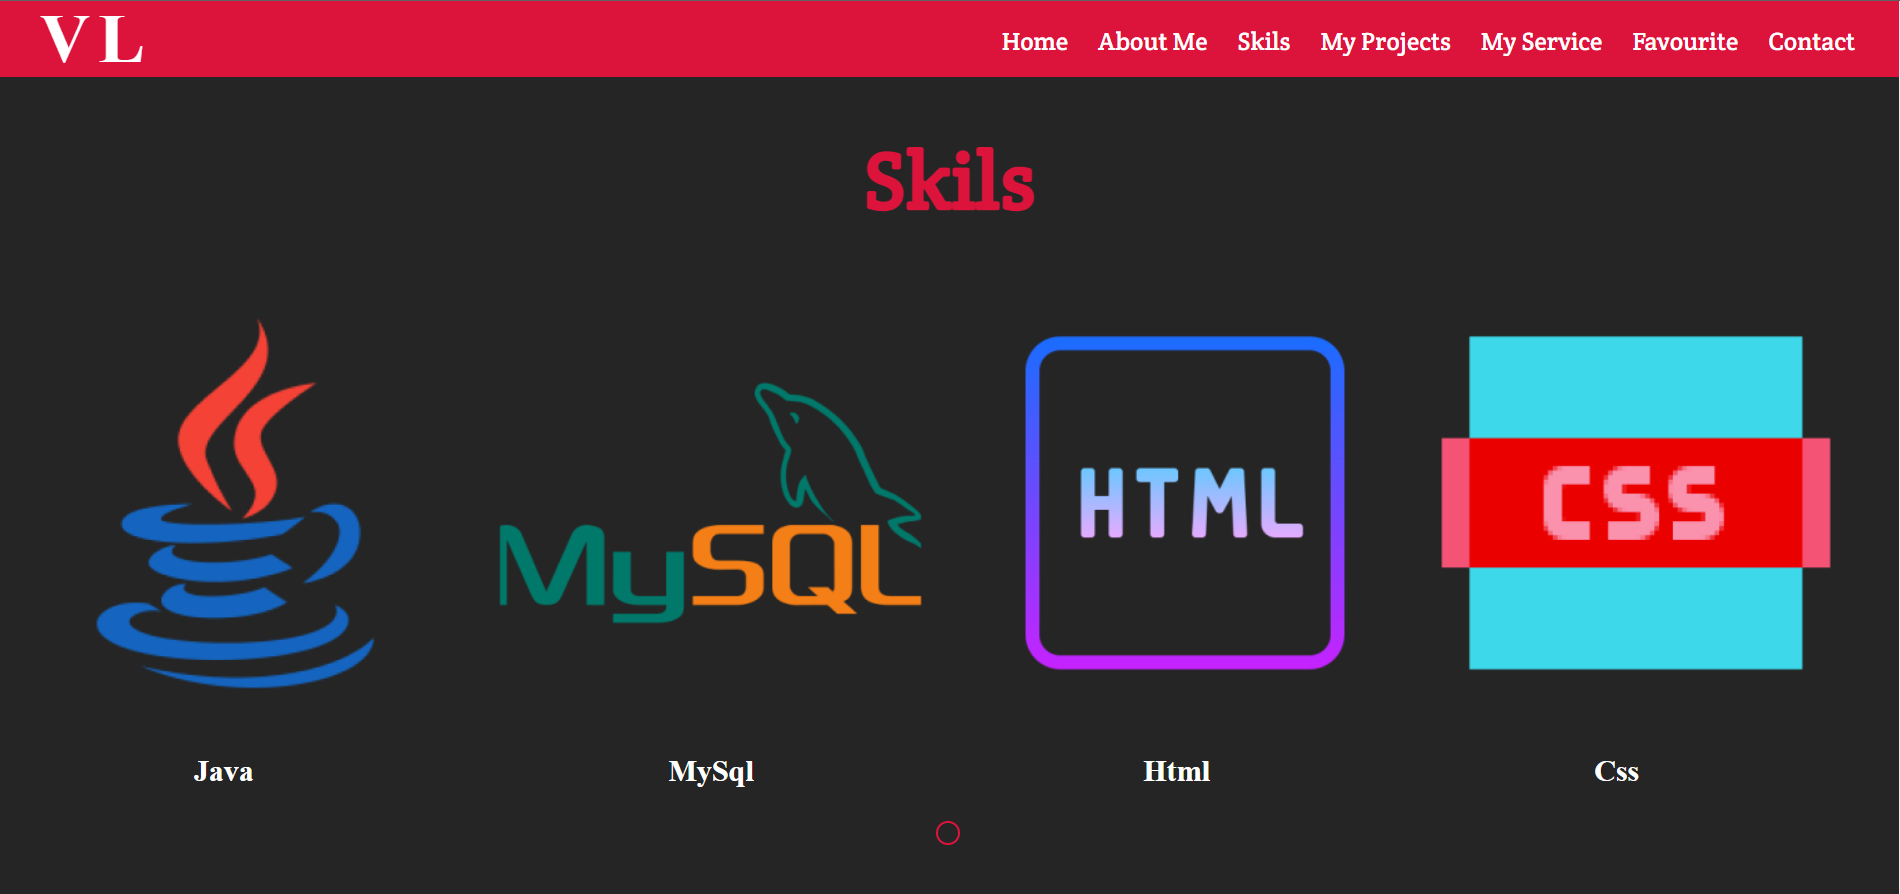 VL Home About Me Skils My Projects My Service Favourite Contact
Skils
MySQL HTML CSS
Java MySql Html Css